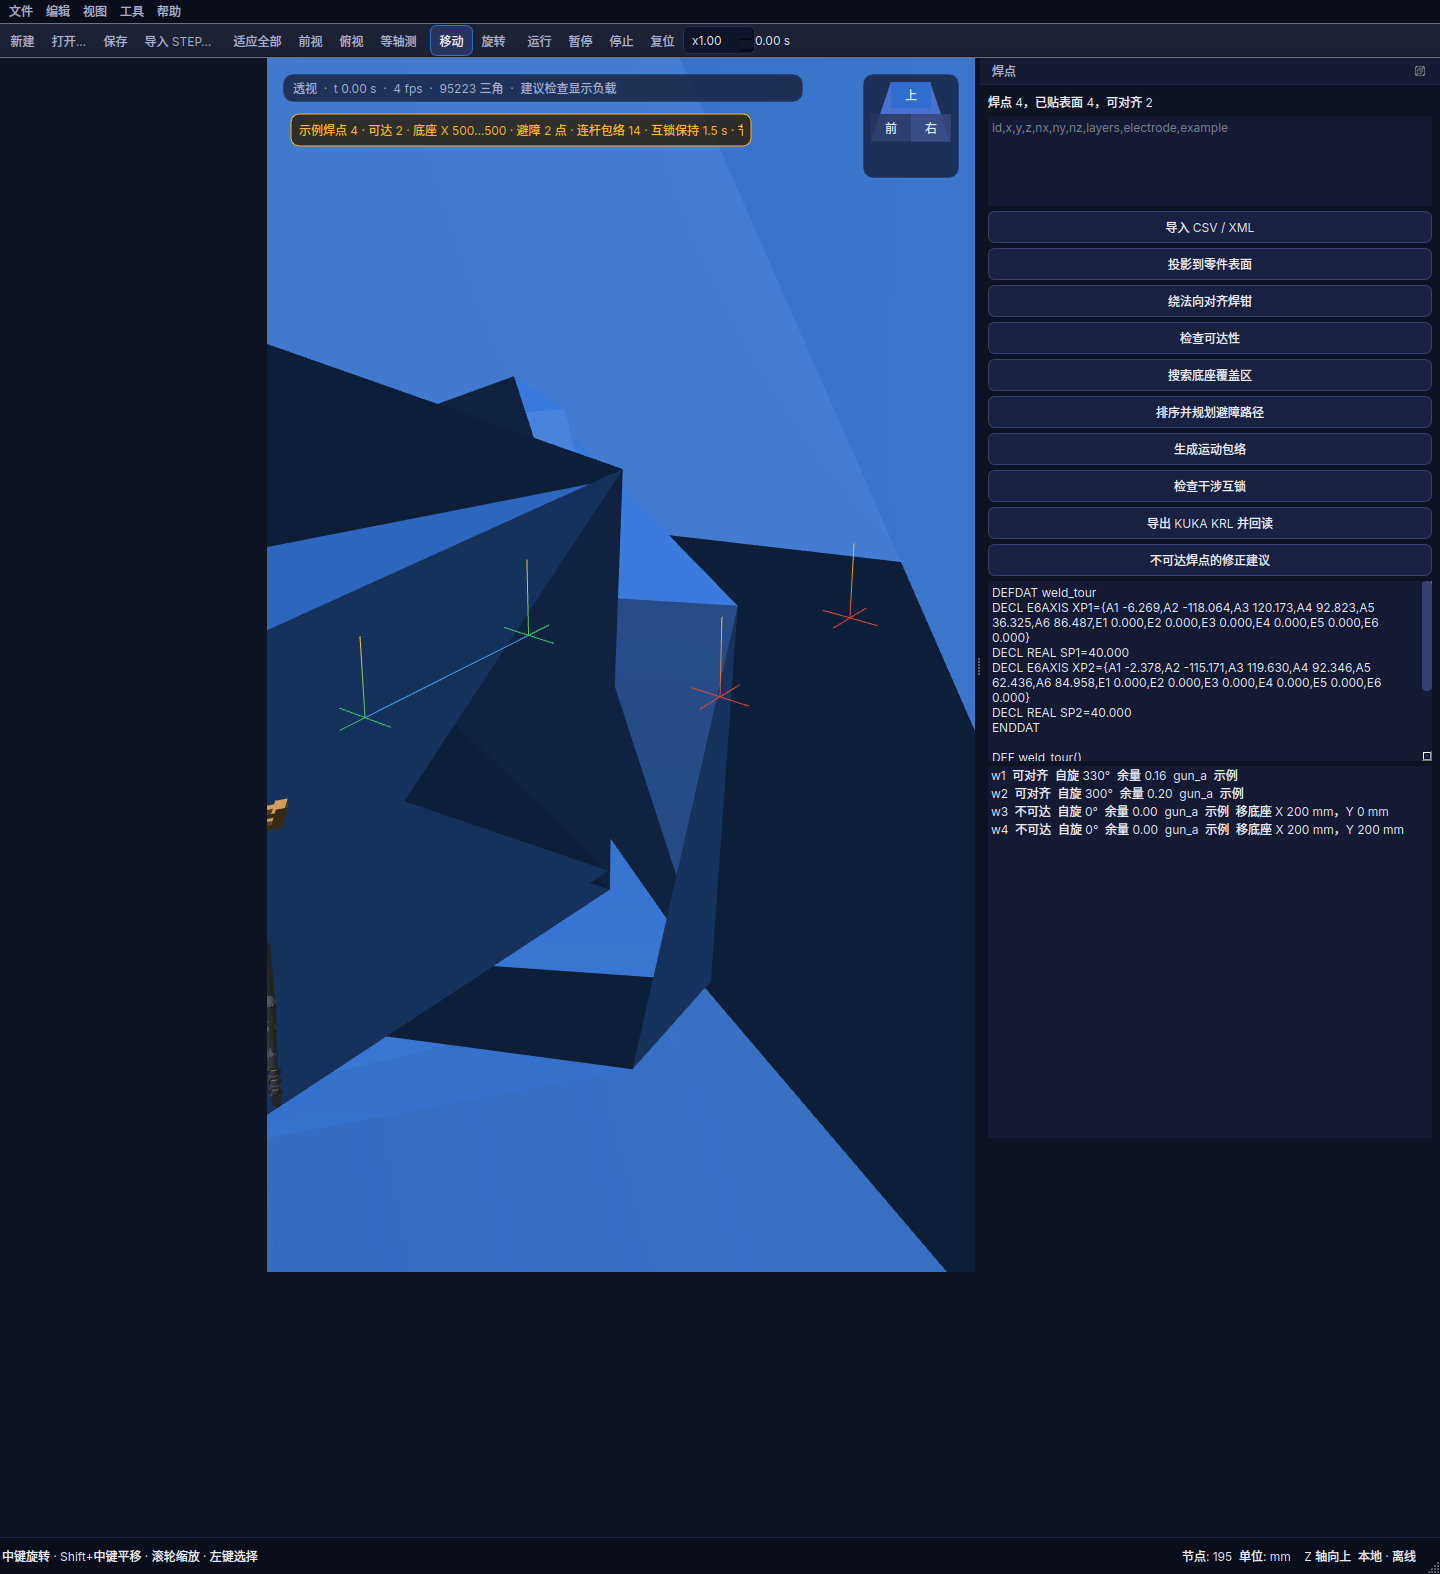 文件 编辑 视图 工具 帮助
新建 打开... 保存 导入 STEP... 适应全部 前视 俯视 等轴测 移动 旋转 运行 暂停 停止 复位 x1.00 0.00 s
透视 · t 0.00 s · 4 fps · 95223 三角 · 建议检查显示负载
示例焊点 4 · 可达 2 · 底座 X 500...500 · 避障 2 点 · 连杆包络 14 · 互锁保持 1.5 s ·
上
前 右
焊点
焊点 4，已贴表面 4，可对齐 2
id,x,y,z,nx,ny,nz,layers,electrode,example
导入 CSV / XML
投影到零件表面
绕法向对齐焊钳
检查可达性
搜索底座覆盖区
排序并规划避障路径
生成运动包络
检查干涉互锁
导出 KUKA KRL 并回读
不可达焊点的修正建议
DEFDAT weld_tour
DECL E6AXIS XP1={A1 -6.269,A2 -118.064,A3 120.173,A4 92.823,A5
36.325,A6 86.487,E1 0.000,E2 0.000,E3 0.000,E4 0.000,E5 0.000,E6
0.000}
DECL REAL SP1=40.000
DECL E6AXIS XP2={A1 -2.378,A2 -115.171,A3 119.630,A4 92.346,A5
62.436,A6 84.958,E1 0.000,E2 0.000,E3 0.000,E4 0.000,E5 0.000,E6
0.000}
DECL REAL SP2=40.000
ENDDAT
DEF weld_tour()
w1 可对齐 自旋 330° 余量 0.16 gun_a 示例
w2 可对齐 自旋 300° 余量 0.20 gun_a 示例
w3 不可达 自旋 0° 余量 0.00 gun_a 示例 移底座 X 200 mm，Y 0 mm
w4 不可达 自旋 0° 余量 0.00 gun_a 示例 移底座 X 200 mm，Y 200 mm
中键旋转 · Shift+中键平移 · 滚轮缩放 · 左键选择
节点: 195 单位: mm Z 轴向上 本地 · 离线